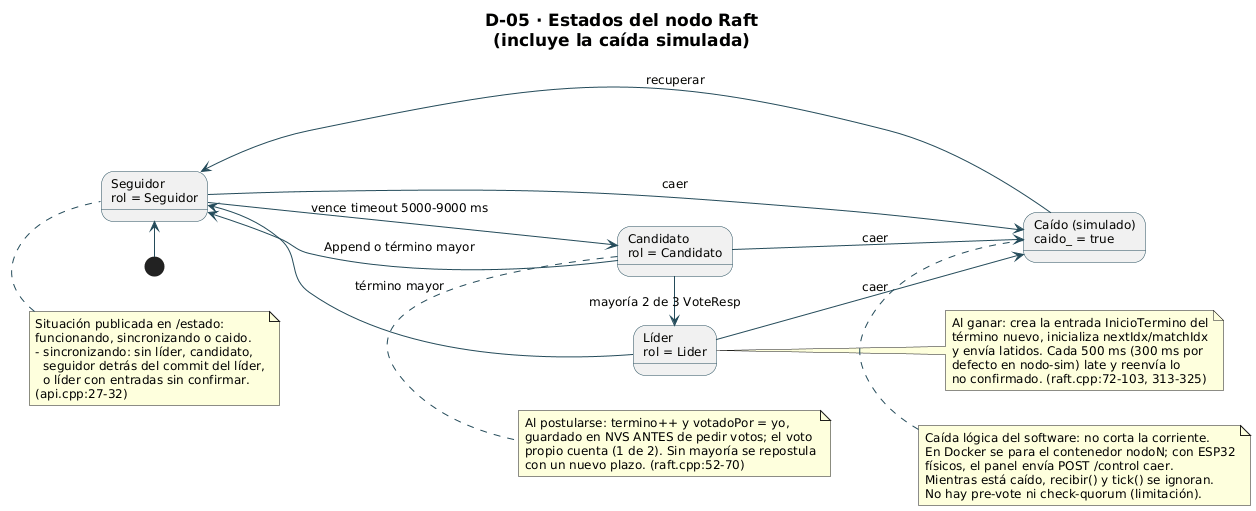 D-05 · Estados del nodo Raft
(incluye la caída simulada)
recuperar
Seguidor
rol = Seguidor
caer
vence timeout 5000-9000 ms
Caído (simulado)
caido_ = true
Candidato
rol = Candidato
caer
Append o término mayor
término mayor
caer
mayoría 2 de 3 VoteResp
Situación publicada en /estado:
funcionando, sincronizando o caido.
- sincronizando: sin líder, candidato,
seguidor detrás del commit del líder,
o líder con entradas sin confirmar.
(api.cpp:27-32)
Líder
rol = Lider
Al ganar: crea la entrada InicioTermino del
término nuevo, inicializa nextIdx/matchIdx
y envía latidos. Cada 500 ms (300 ms por
defecto en nodo-sim) late y reenvía lo
no confirmado. (raft.cpp:72-103, 313-325)
Al postularse: termino++ y votadoPor = yo,
guardado en NVS ANTES de pedir votos; el voto
propio cuenta (1 de 2). Sin mayoría se repostula
con un nuevo plazo. (raft.cpp:52-70)
Caída lógica del software: no corta la corriente.
En Docker se para el contenedor nodoN; con ESP32
físicos, el panel envía POST /control caer.
Mientras está caído, recibir() y tick() se ignoran.
No hay pre-vote ni check-quorum (limitación).